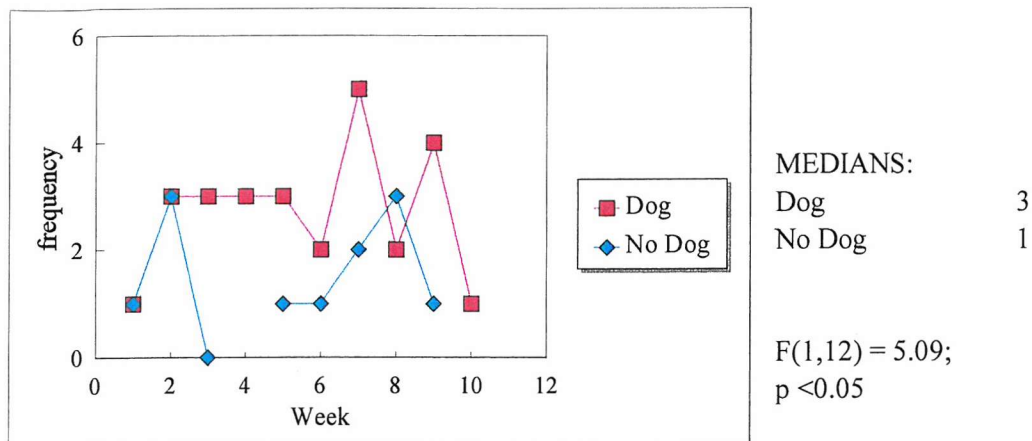 6
4
2
0
frequency
0 2 4 6 8 10 12
Week
Dog
No Dog
MEDIANS:
Dog 3
No Dog 1
F(1,12) = 5.09;
p <0.05